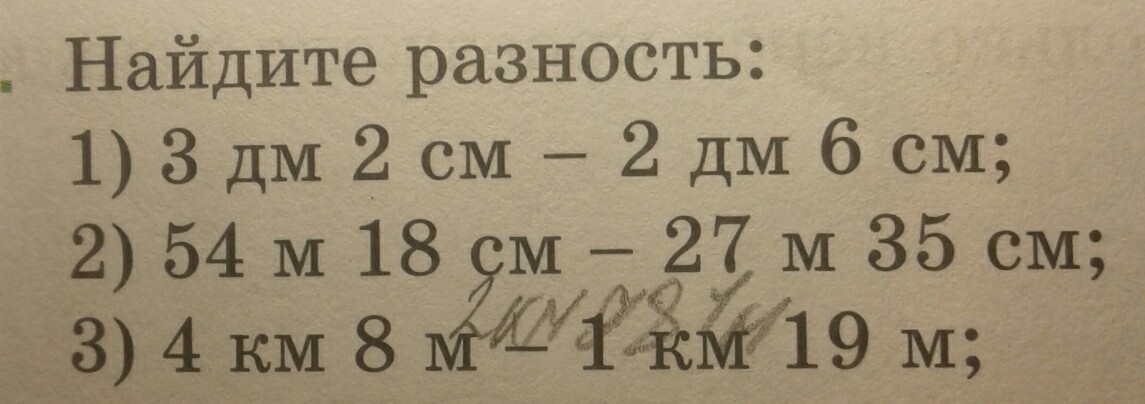 Найдите разность:
1) 3 дм 2 см – 2 дм 6 см;
2) 54 м 18 см – 27 м 35 см;
3) 4 км 8 м – 1 км 19 м;